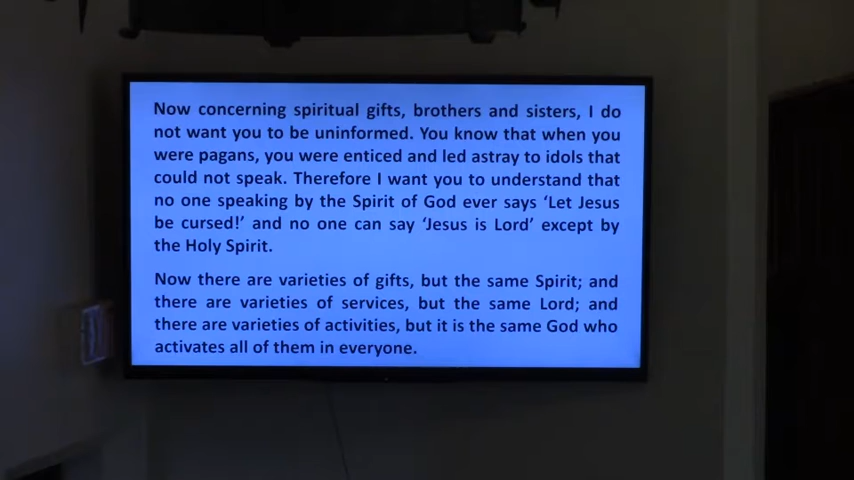 Now concerning spiritual gifts, brothers and sisters, I do
not want you to be uninformed. You know that when you
were pagans, you were enticed and led astray to idols that
could not speak. Therefore I want you to understand that
no one speaking by the Spirit of God ever says ‘Let Jesus
be cursed!’ and no one can say ‘Jesus is Lord’ except by
the Holy Spirit.
Now there are varieties of gifts, but the same Spirit; and
there are varieties of services, but the same Lord; and
there are varieties of activities, but it is the same God who
activates all of them in everyone.